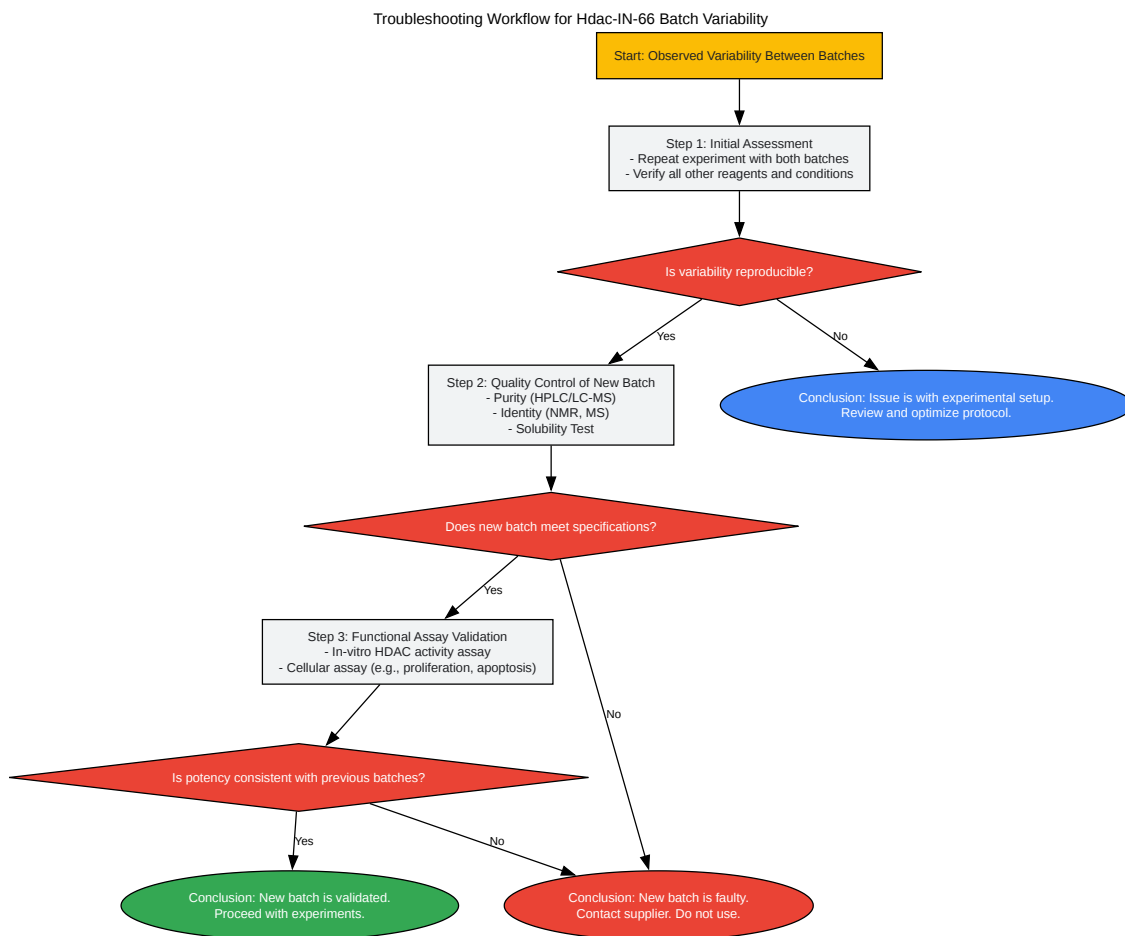 Troubleshooting Workflow for Hdac-IN-66 Batch Variability
Start: Observed Variability Between Batches
Step 1: Initial Assessment
- Repeat experiment with both batches
- Verify all other reagents and conditions
Is variability reproducible?
Yes
No
Step 2: Quality Control of New Batch
- Purity (HPLC/LC-MS)
- Identity (NMR, MS)
- Solubility Test
Conclusion: Issue is with experimental setup.
Review and optimize protocol.
Does new batch meet specifications?
Yes
No
Step 3: Functional Assay Validation
- In-vitro HDAC activity assay
- Cellular assay (e.g., proliferation, apoptosis)
Is potency consistent with previous batches?
Yes
No
Conclusion: New batch is validated.
Proceed with experiments.
Conclusion: New batch is faulty.
Contact supplier. Do not use.